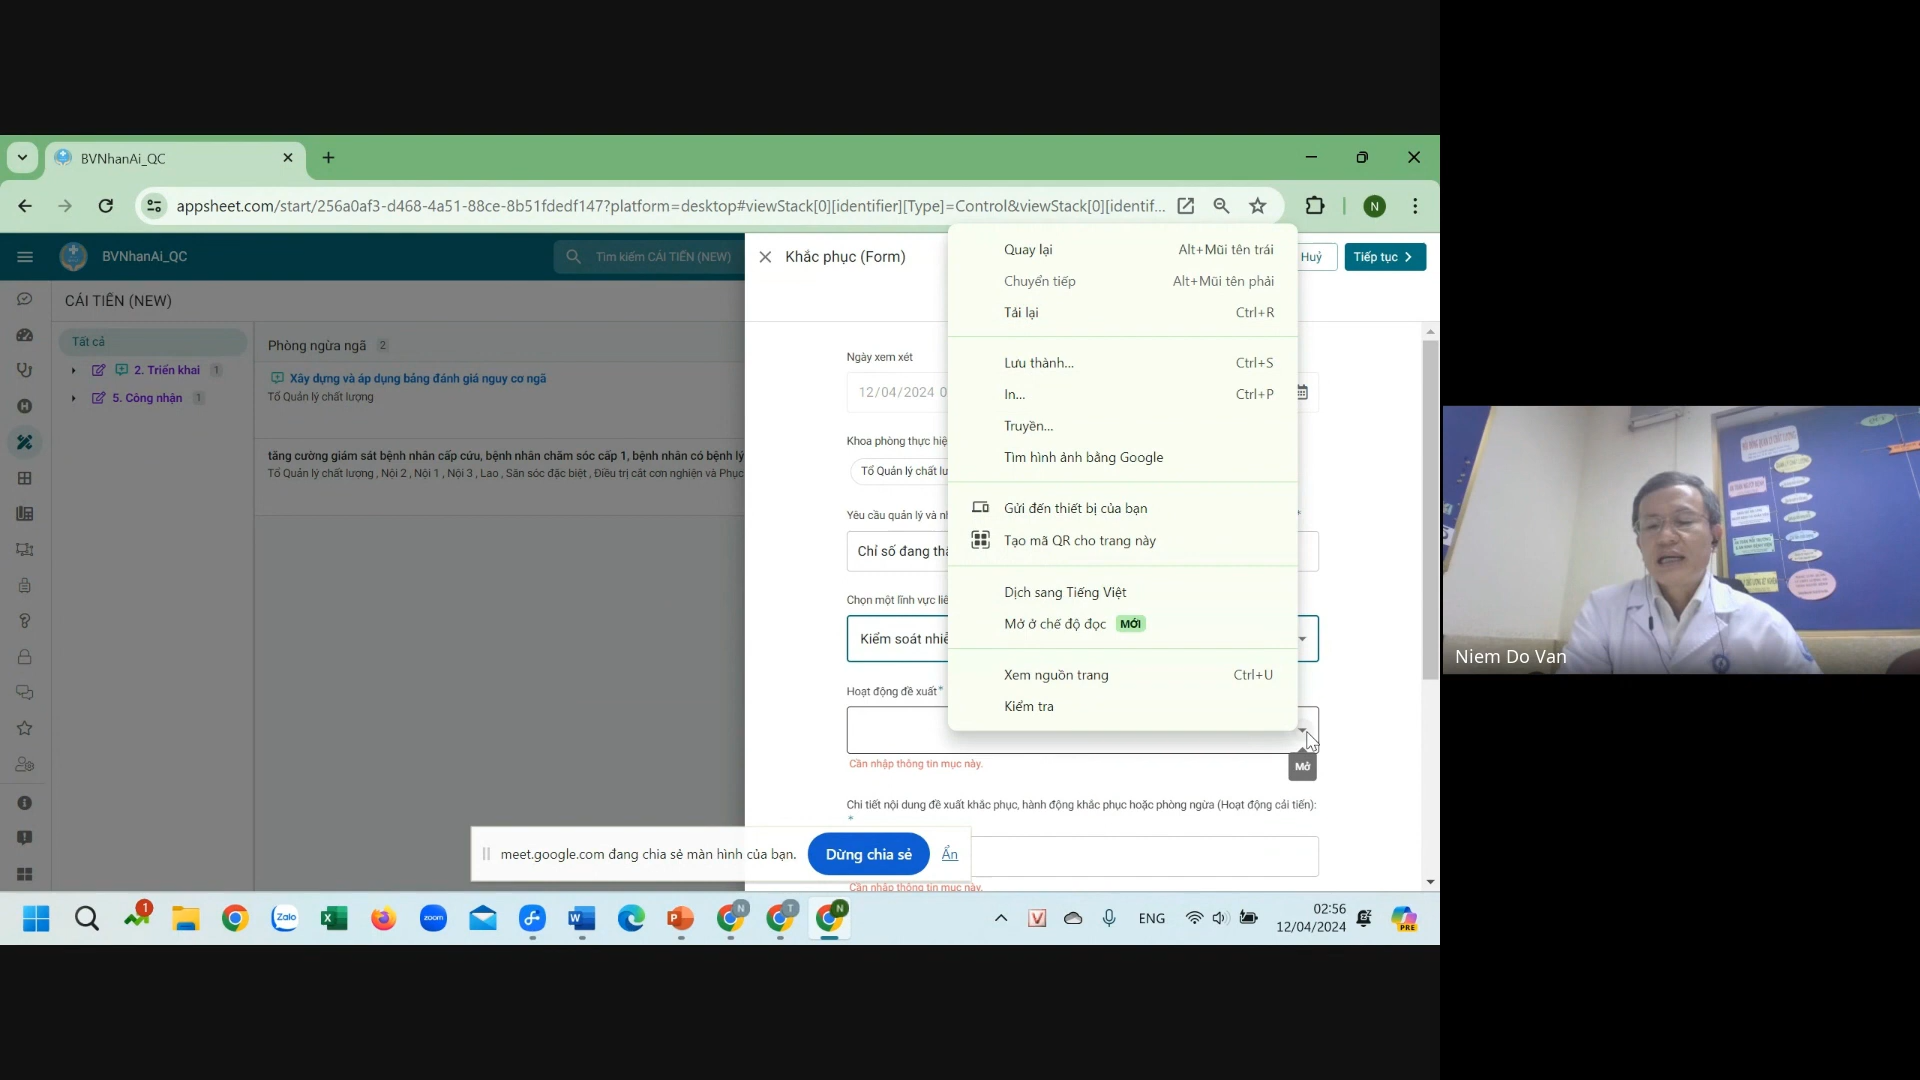 BVNhanAi_QC
appsheet.com/start/256a0af3-d468-4a51-88ce-8b51fdedf147?platform=desktop#viewStack[0][identifier][Type]=Control&viewStack[0][identif...
N
BVNhanAi_QC
Tìm kiếm CẢI TIẾN (NEW)
CẢI TIẾN (NEW)
Tất cả
2. Triển khai 1
5. Công nhận 1
Phòng ngừa ngã 2
Xây dựng và áp dụng bảng đánh giá nguy cơ ngã
Tổ Quản lý chất lượng
tăng cường giám sát bệnh nhân cấp cứu, bệnh nhân chăm sóc cấp 1, bệnh nhân có bệnh lý
Tổ Quản lý chất lượng , Nội 2 , Nội 1 , Nội 3 , Lao , Săn sóc đặc biệt , Điều trị cắt cơn nghiện và Phục
Khắc phục (Form)
Huỷ
Tiếp tục
Ngày xem xét
12/04/2024 0
Khoa phòng thực hiệ
Tổ Quản lý chất lư
Yêu cầu quản lý và nh
*
Chỉ số đang thấ
Chọn một lĩnh vực liê
Kiểm soát nhiễ
Hoạt động đề xuất*
Cần nhập thông tin mục này.
Mở
Chi tiết nội dung đề xuất khắc phục, hành động khắc phục hoặc phòng ngừa (Hoạt động cải tiến):
*
Cần nhập thông tin mục này.
Quay lại Alt+Mũi tên trái
Chuyển tiếp Alt+Mũi tên phải
Tải lại Ctrl+R
Lưu thành... Ctrl+S
In... Ctrl+P
Truyền...
Tìm hình ảnh bằng Google
Gửi đến thiết bị của bạn
Tạo mã QR cho trang này
Dịch sang Tiếng Việt
Mở ở chế độ đọc MỚI
Xem nguồn trang Ctrl+U
Kiểm tra
meet.google.com đang chia sẻ màn hình của bạn.
Dừng chia sẻ
Ẩn
1
Zalo
zoom
N
T
N
ENG
02:56
12/04/2024
PRE
Niem Do Van